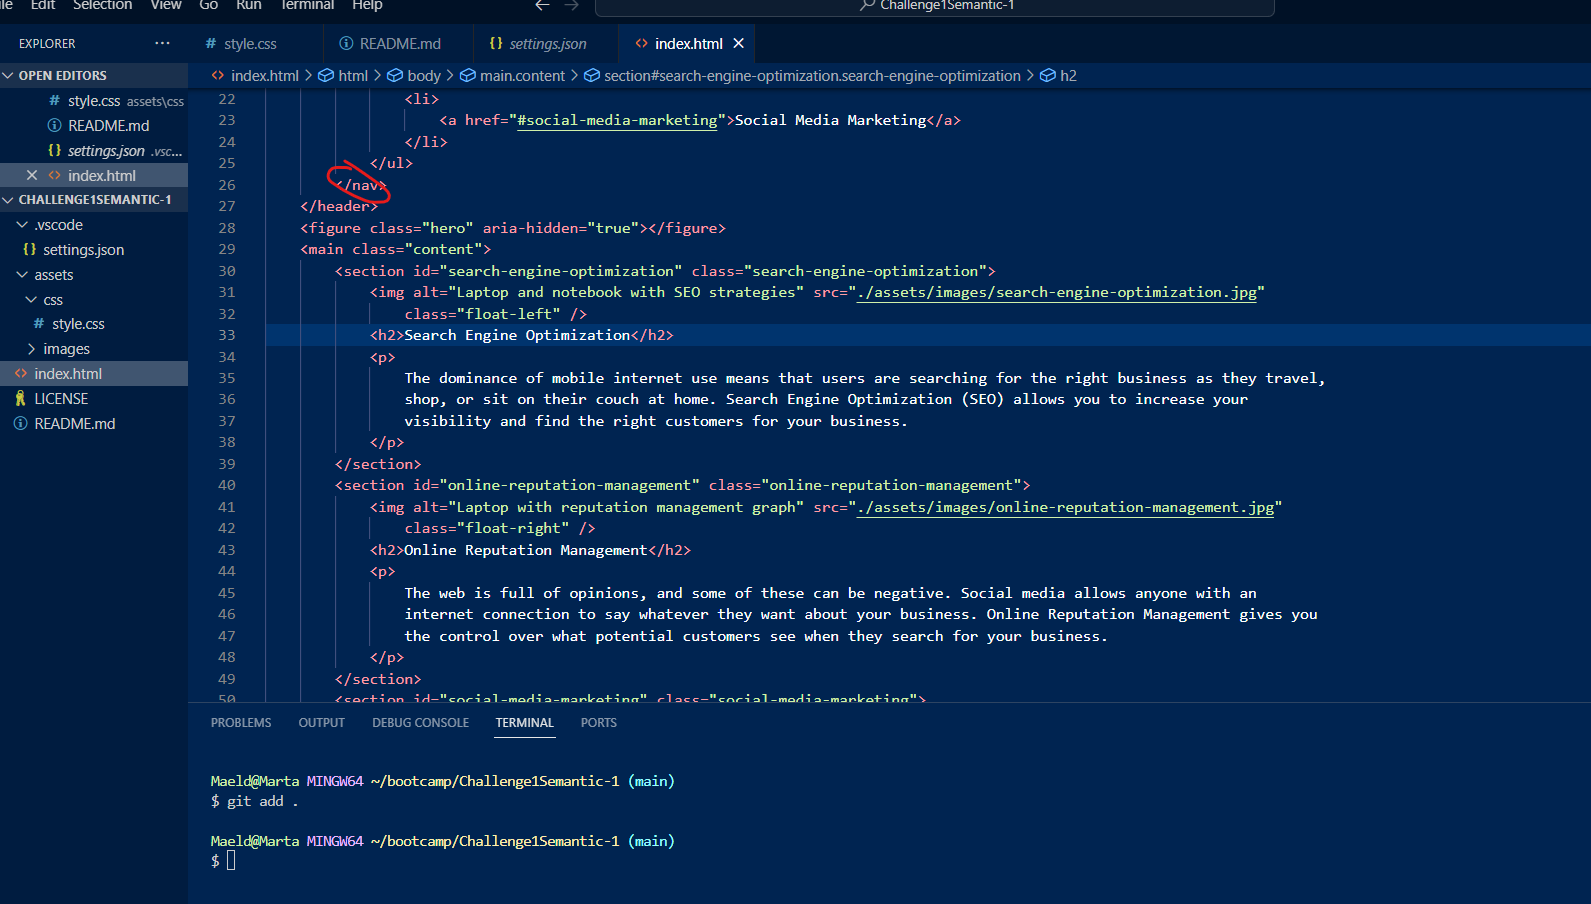 Edit Selection View Go Run Terminal Help
Challenge1Semantic-1
EXPLORER
style.css README.md settings.json index.html
OPEN EDITORS
style.css assets\css
README.md
settings.json .vsc...
index.html
CHALLENGE1SEMANTIC-1
.vscode
settings.json
assets
css
style.css
images
index.html
LICENSE
README.md
index.html > html > body > main.content > section#search-engine-optimization.search-engine-optimization > h2
22 <li>
23 <a href="#social-media-marketing">Social Media Marketing</a>
24 </li>
25 </ul>
26 </nav>
27 </header>
28 <figure class="hero" aria-hidden="true"></figure>
29 <main class="content">
30 <section id="search-engine-optimization" class="search-engine-optimization">
31 <img alt="Laptop and notebook with SEO strategies" src="./assets/images/search-engine-optimization.jpg"
32 class="float-left" />
33 <h2>Search Engine Optimization</h2>
34 <p>
35 The dominance of mobile internet use means that users are searching for the right business as they travel,
36 shop, or sit on their couch at home. Search Engine Optimization (SEO) allows you to increase your
37 visibility and find the right customers for your business.
38 </p>
39 </section>
40 <section id="online-reputation-management" class="online-reputation-management">
41 <img alt="Laptop with reputation management graph" src="./assets/images/online-reputation-management.jpg"
42 class="float-right" />
43 <h2>Online Reputation Management</h2>
44 <p>
45 The web is full of opinions, and some of these can be negative. Social media allows anyone with an
46 internet connection to say whatever they want about your business. Online Reputation Management gives you
47 the control over what potential customers see when they search for your business.
48 </p>
49 </section>
50 <section id="social-media-marketing" class="social-media-marketing">
PROBLEMS OUTPUT DEBUG CONSOLE TERMINAL PORTS
Maeld@Marta MINGW64 ~/bootcamp/Challenge1Semantic-1 (main)
$ git add .
Maeld@Marta MINGW64 ~/bootcamp/Challenge1Semantic-1 (main)
$